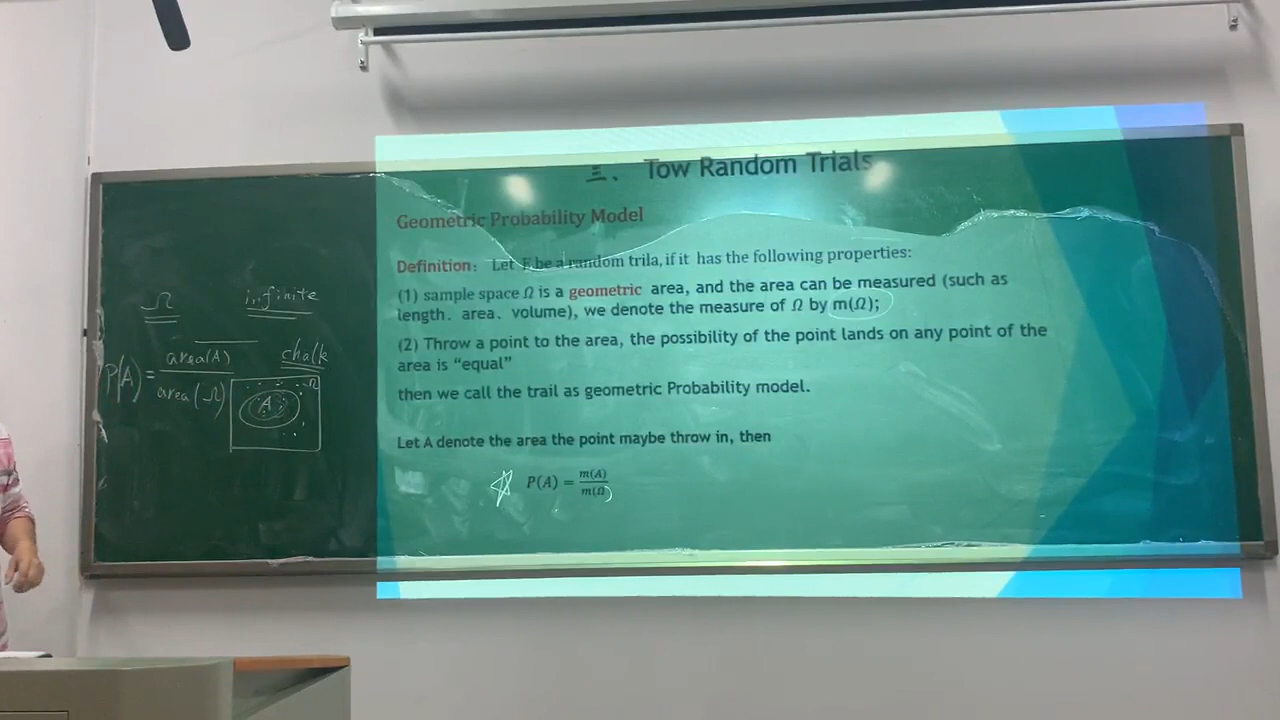 三、 Tow Random Trials
Geometric Probability Model
Definition： Let E be a random trila, if it has the following properties:
(1) sample space Ω is a geometric area, and the area can be measured (such as
length、area、volume), we denote the measure of Ω by m(Ω);
(2) Throw a point to the area, the possibility of the point lands on any point of the
area is “equal”
then we call the trail as geometric Probability model.
Let A denote the area the point maybe throw in, then
P(A) = m(A)
m(Ω)
Ω infinite
P(A) = area(A)
area(Ω)
chalk
Ω
A